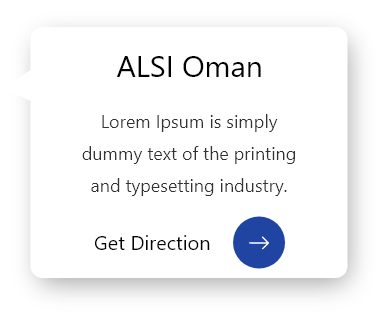 ALSI Oman
Lorem Ipsum is simply
dummy text of the printing
and typesetting industry.
Get Direction